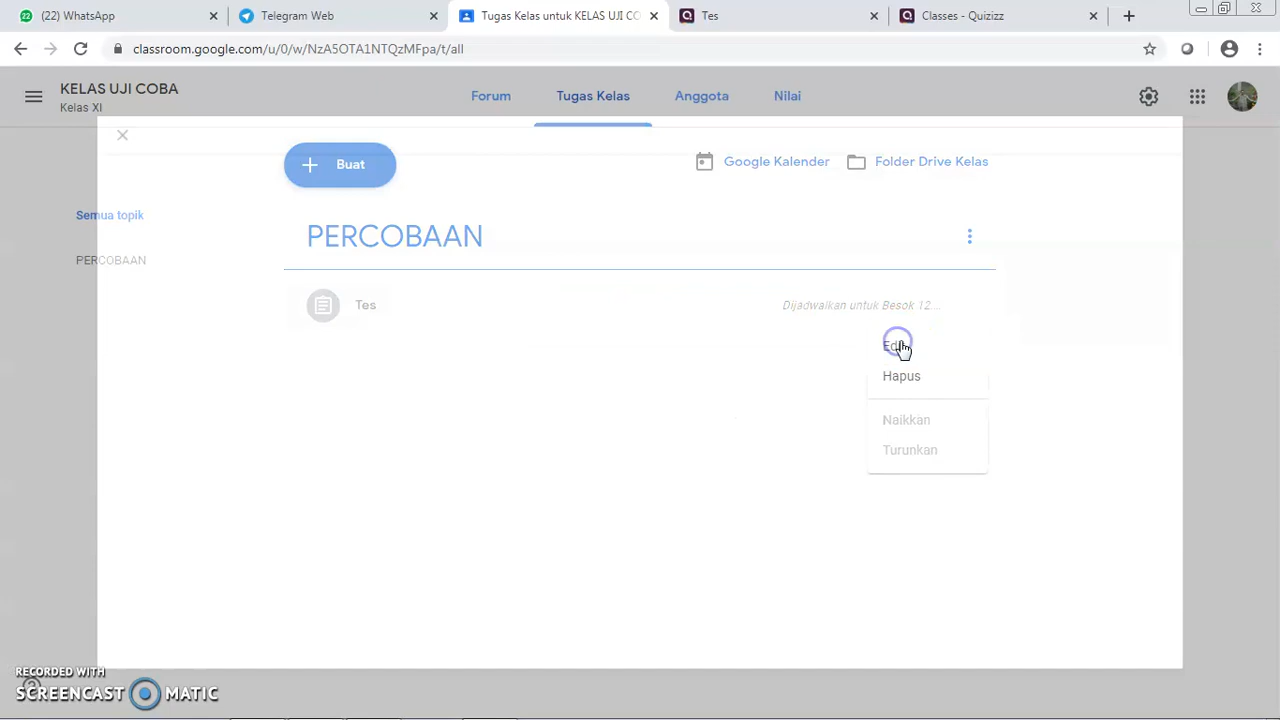 (22) WhatsApp
Telegram Web
Tugas Kelas untuk KELAS UJI CO
Tes
Classes - Quizizz
classroom.google.com/u/0/w/NzA5OTA1NTQzMFpa/t/all
KELAS UJI COBA
Kelas XI
Forum
Tugas Kelas
Anggota
Nilai
Buat
Google Kalender
Folder Drive Kelas
Semua topik
PERCOBAAN
PERCOBAAN
Tes
Dijadwalkan untuk Besok 12....
Edit
Hapus
Naikkan
Turunkan
RECORDED WITH
SCREENCAST MATIC